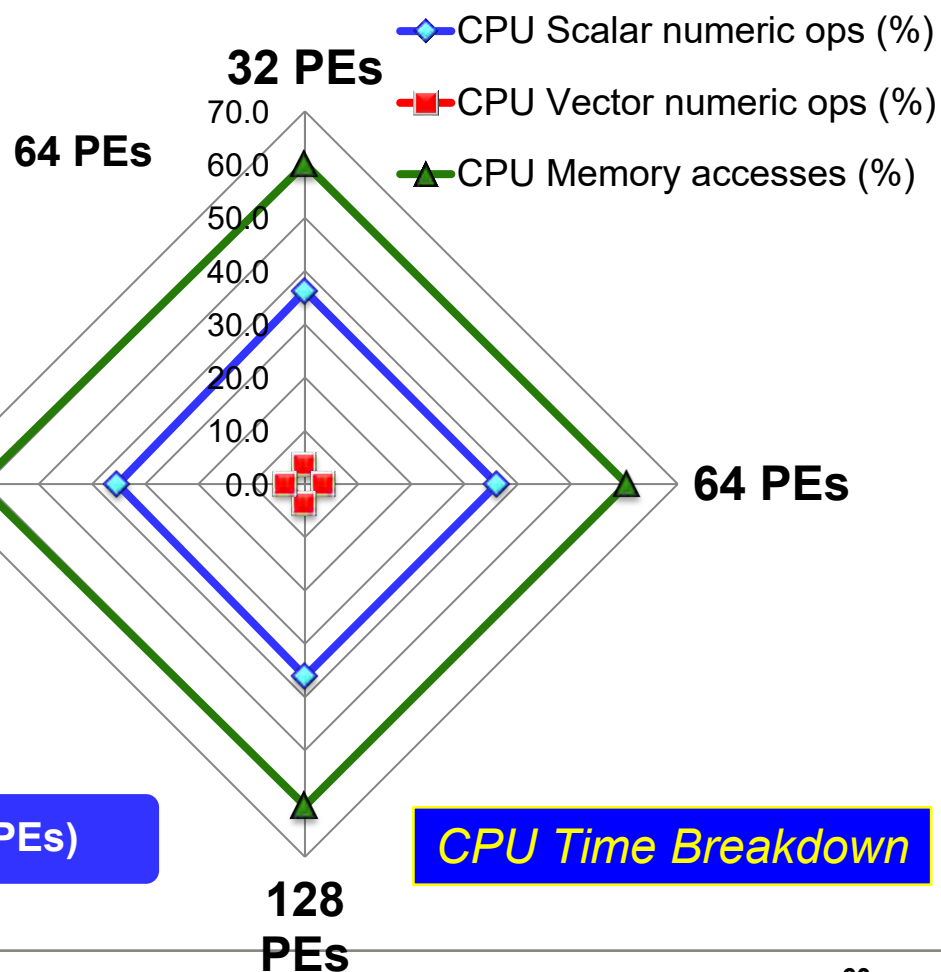 CPU Scalar numeric ops (%)
32 PEs
CPU Vector numeric ops (%)
70.0
64 PEs
60.0
CPU Memory accesses (%)
50.0
40.0
30.0
20.0
10.0
0.0
64 PEs
PEs)
CPU Time Breakdown
128
PEs